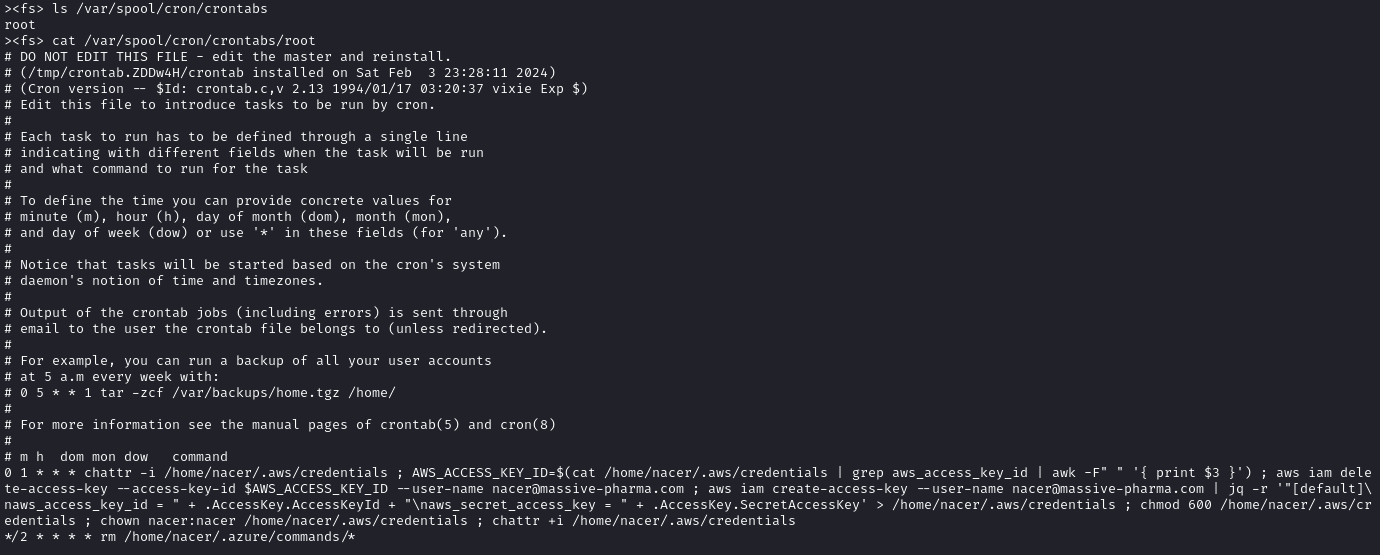 ><fs> ls /var/spool/cron/crontabs
root
><fs> cat /var/spool/cron/crontabs/root
# DO NOT EDIT THIS FILE - edit the master and reinstall.
# (/tmp/crontab.ZDDw4H/crontab installed on Sat Feb  3 23:28:11 2024)
# (Cron version -- $Id: crontab.c,v 2.13 1994/01/17 03:20:37 vixie Exp $)
# Edit this file to introduce tasks to be run by cron.
#
# Each task to run has to be defined through a single line
# indicating with different fields when the task will be run
# and what command to run for the task
#
# To define the time you can provide concrete values for
# minute (m), hour (h), day of month (dom), month (mon),
# and day of week (dow) or use '*' in these fields (for 'any').
#
# Notice that tasks will be started based on the cron's system
# daemon's notion of time and timezones.
#
# Output of the crontab jobs (including errors) is sent through
# email to the user the crontab file belongs to (unless redirected).
#
# For example, you can run a backup of all your user accounts
# at 5 a.m every week with:
# 0 5 * * 1 tar -zcf /var/backups/home.tgz /home/
#
# For more information see the manual pages of crontab(5) and cron(8)
#
# m h  dom mon dow   command
0 1 * * * chattr -i /home/nacer/.aws/credentials ; AWS_ACCESS_KEY_ID=$(cat /home/nacer/.aws/credentials | grep aws_access_key_id | awk -F" " '{ print $3 }') ; aws iam dele
te-access-key --access-key-id $AWS_ACCESS_KEY_ID --user-name nacer@massive-pharma.com ; aws iam create-access-key --user-name nacer@massive-pharma.com | jq -r '"[default]\
naws_access_key_id = " + .AccessKey.AccessKeyId + "\naws_secret_access_key = " + .AccessKey.SecretAccessKey' > /home/nacer/.aws/credentials ; chmod 600 /home/nacer/.aws/cr
edentials ; chown nacer:nacer /home/nacer/.aws/credentials ; chattr +i /home/nacer/.aws/credentials
*/2 * * * * rm /home/nacer/.azure/commands/*